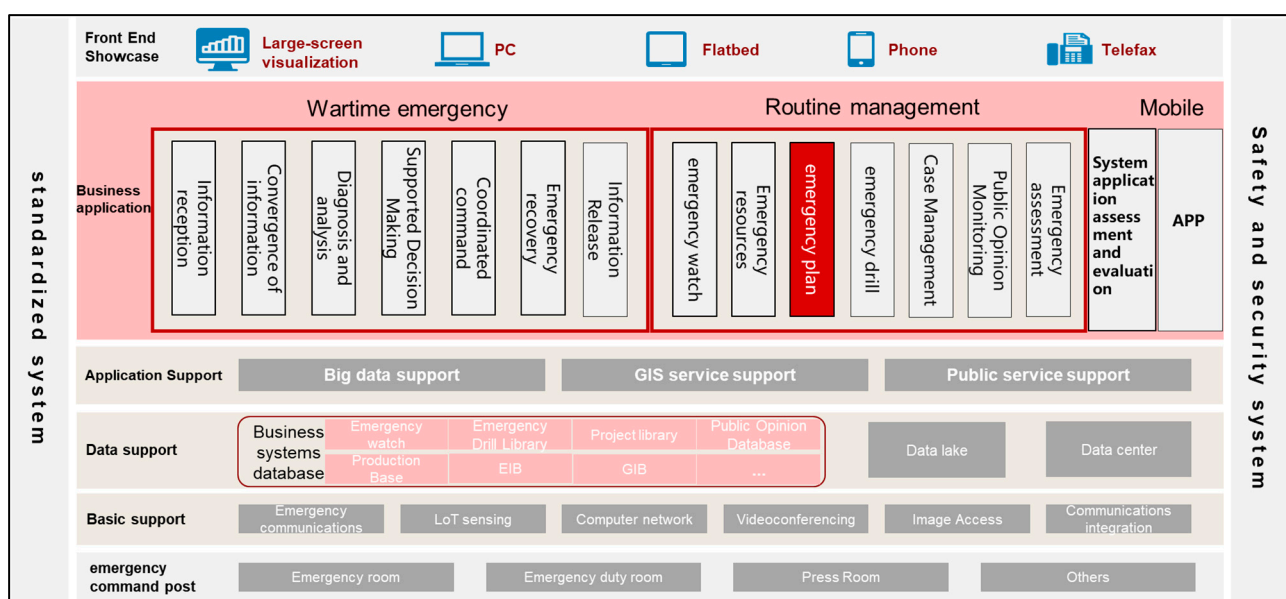 standardized system
Front End
Showcase
Large-screen
visualization
PC
Flatbed
Phone
Telefax
Wartime emergency
Routine management
Mobile
Business
application
Information
reception
Convergence of
information
Diagnosis and
analysis
Supported Decision
Making
Coordinated
command
Emergency
recovery
Information
Release
emergency watch
Emergency
resources
emergency plan
emergency drill
Case Management
Public Opinion
Monitoring
Emergency
assessment
System
applicat
ion
assess
ment
and
evaluati
on
APP
Application Support
Big data support
GIS service support
Public service support
Data support
Business
systems
database
Emergency
watch
Emergency
Drill Library
Project library
Public Opinion
Database
Production
Base
EIB
GIB
...
Data lake
Data center
Basic support
Emergency
communications
LoT sensing
Computer network
Videoconferencing
Image Access
Communications
integration
emergency
command post
Emergency room
Emergency duty room
Press Room
Others
Safety and security system